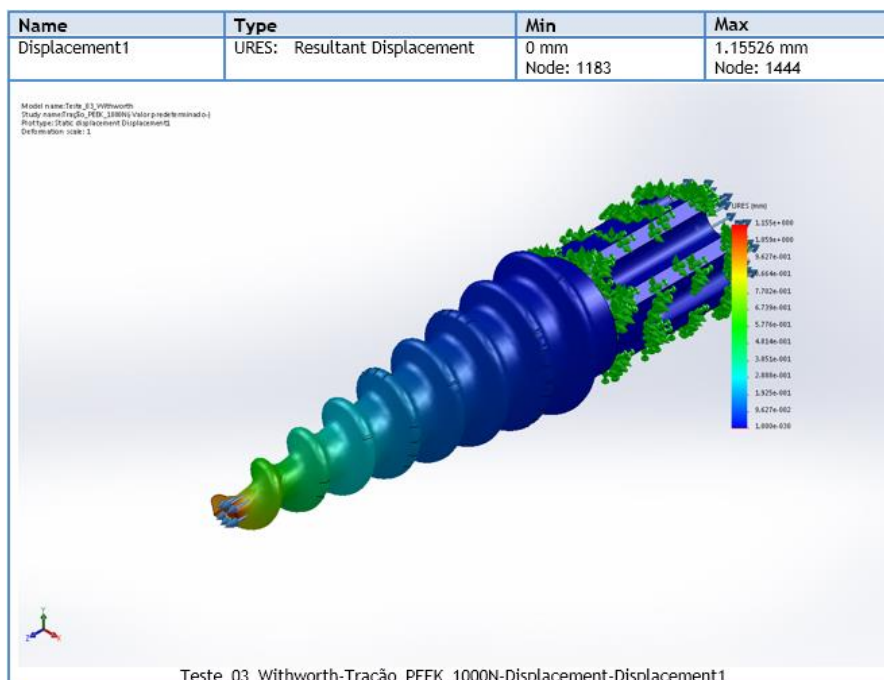 Name Type Min Max
Displacement1 URES: Resultant Displacement 0 mm 1.15526 mm
Node: 1183 Node: 1444
Model name:Teste_03_Withworth
Study name:Tração_PEEK_1000N(-Valor predeterminado-)
Plot type: Static displacement Displacement1
Deformation scale: 1
URES (mm)
1.155e+000
1.059e+000
9.627e-001
8.664e-001
7.702e-001
6.739e-001
5.776e-001
4.814e-001
3.851e-001
2.888e-001
1.925e-001
9.627e-002
1.000e-030
Y
Z X
Teste_03_Withworth-Tração_PEEK_1000N-Displacement-Displacement1